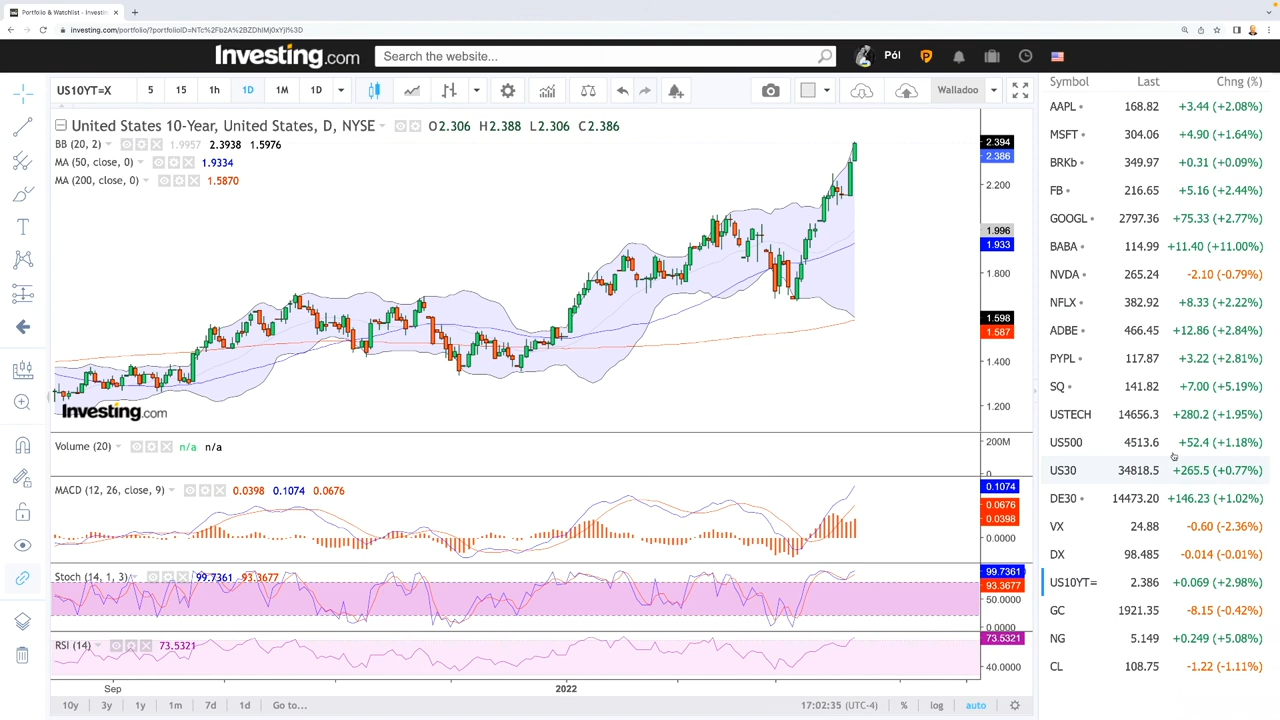 Portfolio & Watchlist - Investin
investing.com/portfolio/?portfolioID=NTc%2Fb2A%2BZDhlMj0xYjI%3D
Investing.com
Search the website...
Pól
US10YT=X
5 15 1h 1D 1M 1D
Walladoo
United States 10-Year, United States, D, NYSE O2.306 H2.388 L2.306 C2.386
BB (20, 2) 1.9957 2.3938 1.5976
MA (50, close, 0) 1.9334
MA (200, close, 0) 1.5870
2.394
2.386
2.200
1.996
1.933
1.800
1.598
1.587
1.400
1.200
Investing.com
Volume (20) n/a n/a
200M
0
MACD (12, 26, close, 9) 0.0398 0.1074 0.0676
0.1074
0.0676
0.0398
0.0000
Stoch (14, 1, 3) 99.7361 93.3677
99.7361
93.3677
50.0000
0.0000
RSI (14) 73.5321
73.5321
40.0000
Sep 2022
10y 3y 1y 1m 7d 1d Go to... 17:02:35 (UTC-4) % log auto
Symbol Last Chng (%)
AAPL 168.82 +3.44 (+2.08%)
MSFT 304.06 +4.90 (+1.64%)
BRKb 349.97 +0.31 (+0.09%)
FB 216.65 +5.16 (+2.44%)
GOOGL 2797.36 +75.33 (+2.77%)
BABA 114.99 +11.40 (+11.00%)
NVDA 265.24 -2.10 (-0.79%)
NFLX 382.92 +8.33 (+2.22%)
ADBE 466.45 +12.86 (+2.84%)
PYPL 117.87 +3.22 (+2.81%)
SQ 141.82 +7.00 (+5.19%)
USTECH 14656.3 +280.2 (+1.95%)
US500 4513.6 +52.4 (+1.18%)
US30 34818.5 +265.5 (+0.77%)
DE30 14473.20 +146.23 (+1.02%)
VX 24.88 -0.60 (-2.36%)
DX 98.485 -0.014 (-0.01%)
US10YT= 2.386 +0.069 (+2.98%)
GC 1921.35 -8.15 (-0.42%)
NG 5.149 +0.249 (+5.08%)
CL 108.75 -1.22 (-1.11%)